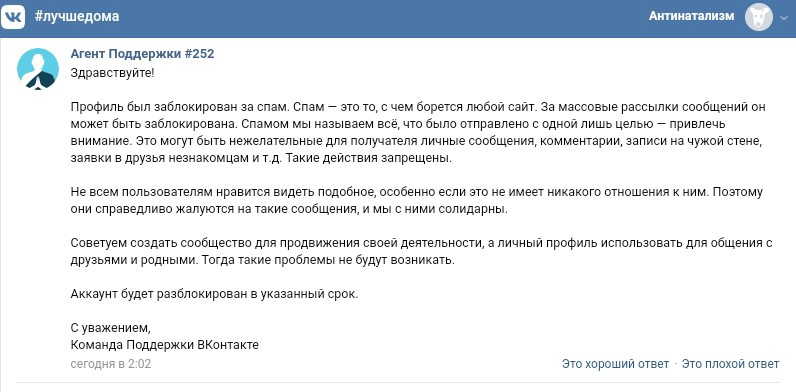 #лучшедома
Антинатализм
Агент Поддержки #252
Здравствуйте!
Профиль был заблокирован за спам. Спам — это то, с чем борется любой сайт. За массовые рассылки сообщений он
может быть заблокирована. Спамом мы называем всё, что было отправлено с одной лишь целью — привлечь
внимание. Это могут быть нежелательные для получателя личные сообщения, комментарии, записи на чужой стене,
заявки в друзья незнакомцам и т.д. Такие действия запрещены.
Не всем пользователям нравится видеть подобное, особенно если это не имеет никакого отношения к ним. Поэтому
они справедливо жалуются на такие сообщения, и мы с ними солидарны.
Советуем создать сообщество для продвижения своей деятельности, а личный профиль использовать для общения с
друзьями и родными. Тогда такие проблемы не будут возникать.
Аккаунт будет разблокирован в указанный срок.
С уважением,
Команда Поддержки ВКонтакте
сегодня в 2:02
Это хороший ответ · Это плохой ответ